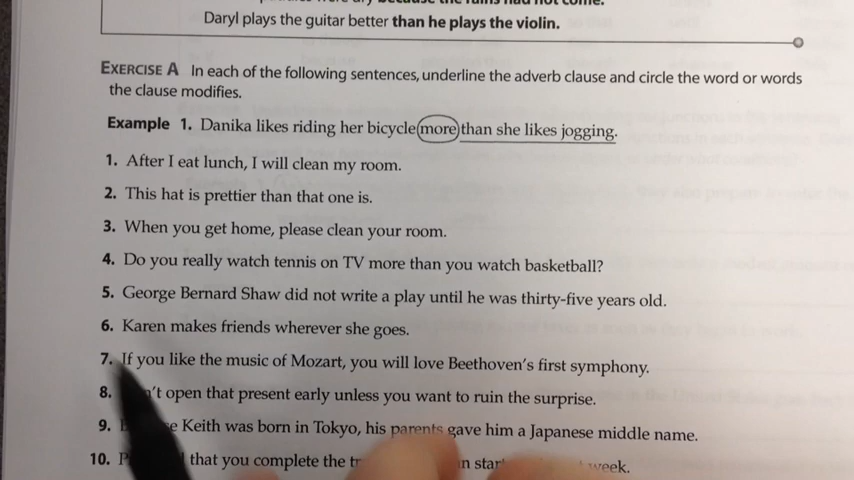 because the rains had not come.
Daryl plays the guitar better than he plays the violin.
EXERCISE A In each of the following sentences, underline the adverb clause and circle the word or words
the clause modifies.
Example 1. Danika likes riding her bicycle more than she likes jogging.
1. After I eat lunch, I will clean my room.
2. This hat is prettier than that one is.
3. When you get home, please clean your room.
4. Do you really watch tennis on TV more than you watch basketball?
5. George Bernard Shaw did not write a play until he was thirty-five years old.
6. Karen makes friends wherever she goes.
7. If you like the music of Mozart, you will love Beethoven's first symphony.
8. open that present early unless you want to ruin the surprise.
9. Keith was born in Tokyo, his parents gave him a Japanese middle name.
10. that you complete the week.